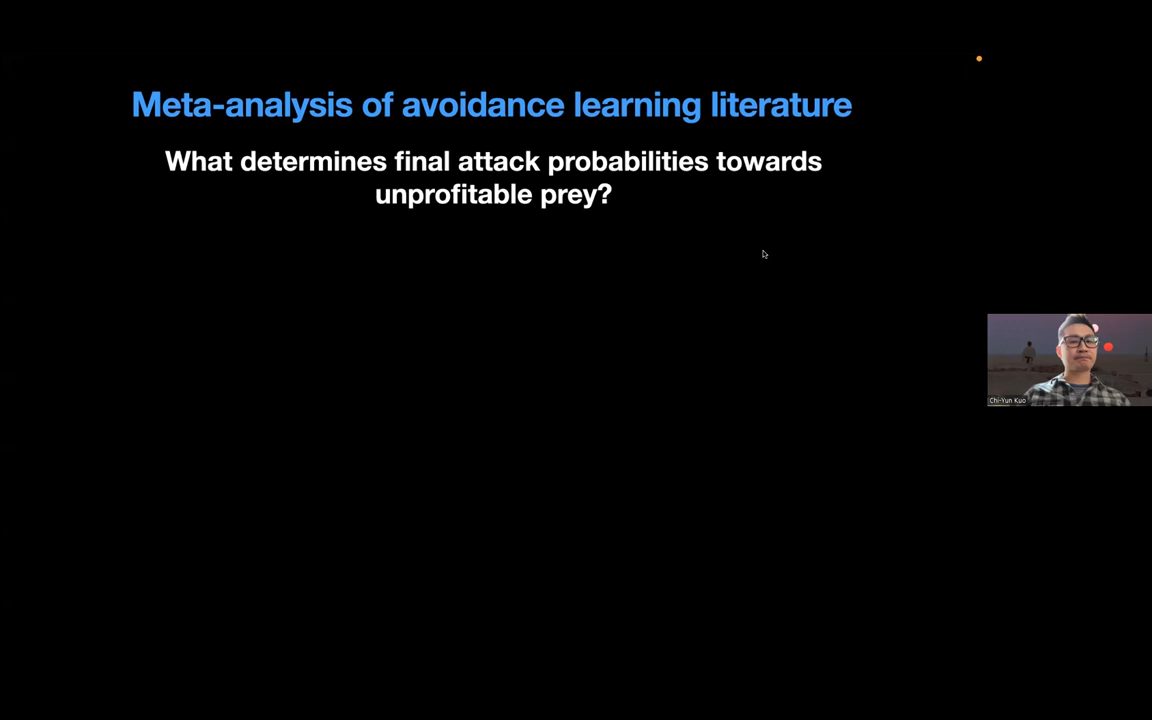 Meta-analysis of avoidance learning literature
What determines final attack probabilities towards
unprofitable prey?
Chi-Yun Kuo